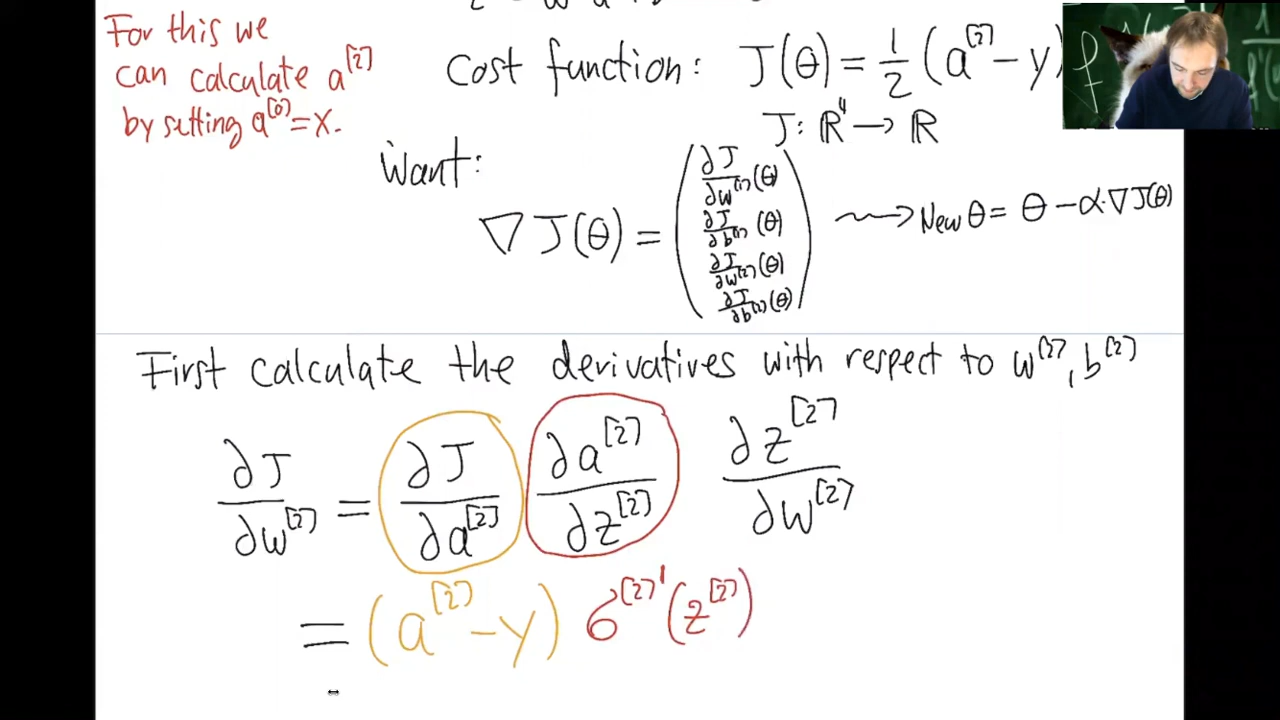 For this we
can calculate a^[2]
by setting a^[0] = x.
Cost function: J(θ) = 1/2 (a^[2] − y)
J: ℝ^4 → ℝ
Want:
∇J(θ) = ( ∂J/∂w^[1] (θ)
∂J/∂b^[1] (θ)
∂J/∂w^[2] (θ)
∂J/∂b^[2] (θ) ) ⇝ New θ = θ − α·∇J(θ)
First calculate the derivatives with respect to w^[2], b^[2]
∂J/∂w^[2] = ∂J/∂a^[2] ∂a^[2]/∂z^[2] ∂z^[2]/∂w^[2]
= (a^[2] − y) σ^[2]'(z^[2])